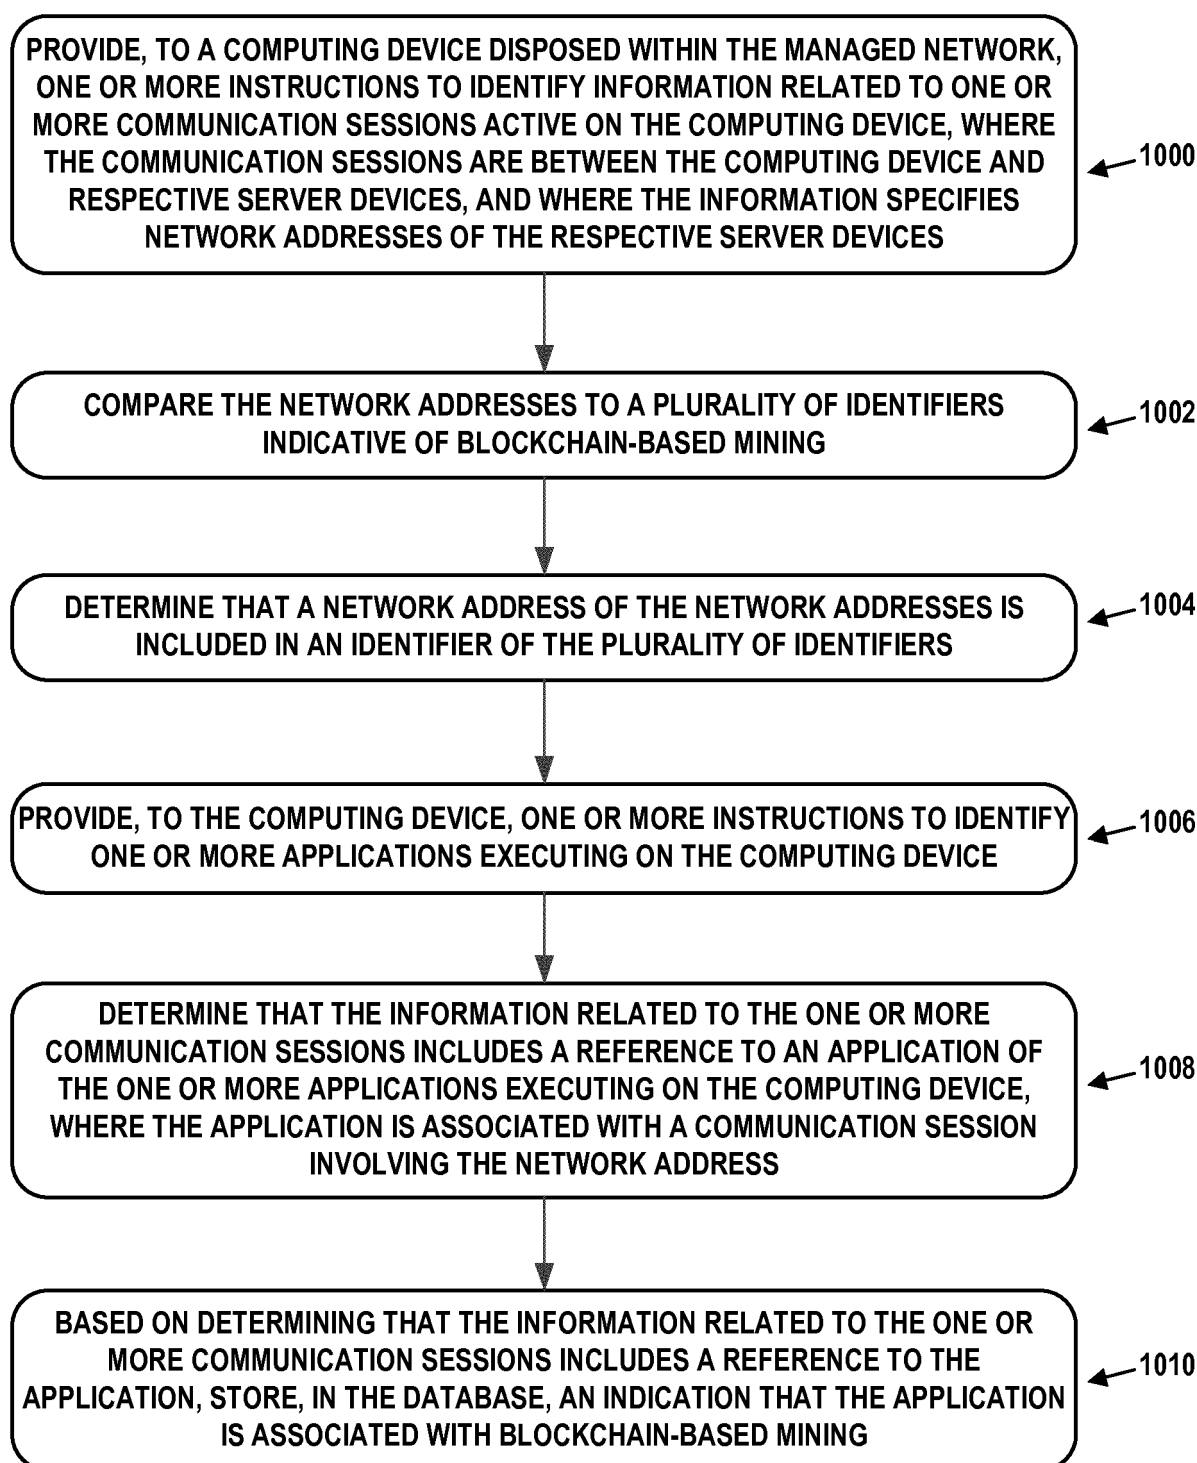 PROVIDE, TO A COMPUTING DEVICE DISPOSED WITHIN THE MANAGED NETWORK,
ONE OR MORE INSTRUCTIONS TO IDENTIFY INFORMATION RELATED TO ONE OR
MORE COMMUNICATION SESSIONS ACTIVE ON THE COMPUTING DEVICE, WHERE
THE COMMUNICATION SESSIONS ARE BETWEEN THE COMPUTING DEVICE AND
RESPECTIVE SERVER DEVICES, AND WHERE THE INFORMATION SPECIFIES
NETWORK ADDRESSES OF THE RESPECTIVE SERVER DEVICES
1000
COMPARE THE NETWORK ADDRESSES TO A PLURALITY OF IDENTIFIERS
INDICATIVE OF BLOCKCHAIN-BASED MINING
1002
DETERMINE THAT A NETWORK ADDRESS OF THE NETWORK ADDRESSES IS
INCLUDED IN AN IDENTIFIER OF THE PLURALITY OF IDENTIFIERS
1004
PROVIDE, TO THE COMPUTING DEVICE, ONE OR MORE INSTRUCTIONS TO IDENTIFY
ONE OR MORE APPLICATIONS EXECUTING ON THE COMPUTING DEVICE
1006
DETERMINE THAT THE INFORMATION RELATED TO THE ONE OR MORE
COMMUNICATION SESSIONS INCLUDES A REFERENCE TO AN APPLICATION OF
THE ONE OR MORE APPLICATIONS EXECUTING ON THE COMPUTING DEVICE,
WHERE THE APPLICATION IS ASSOCIATED WITH A COMMUNICATION SESSION
INVOLVING THE NETWORK ADDRESS
1008
BASED ON DETERMINING THAT THE INFORMATION RELATED TO THE ONE OR
MORE COMMUNICATION SESSIONS INCLUDES A REFERENCE TO THE
APPLICATION, STORE, IN THE DATABASE, AN INDICATION THAT THE APPLICATION
IS ASSOCIATED WITH BLOCKCHAIN-BASED MINING
1010